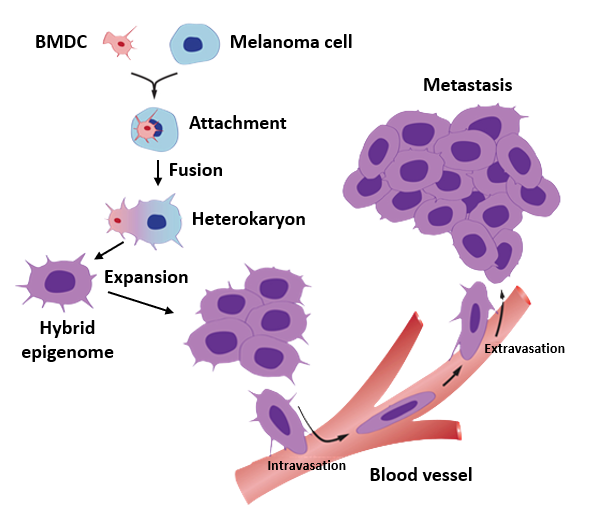 BMDC
Melanoma cell
Attachment
Fusion
Heterokaryon
Expansion
Hybrid
epigenome
Metastasis
Extravasation
Intravasation
Blood vessel